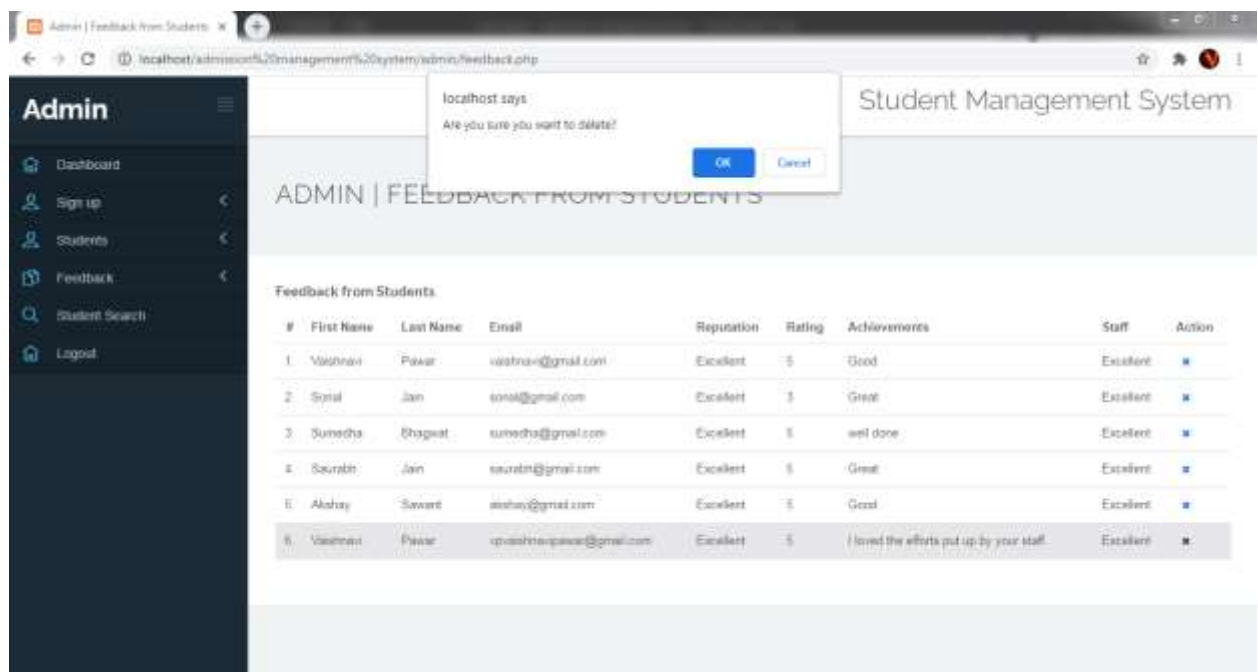 Admin | Feedback from Students
localhost/admission%20management%20system/admin/feedback.php
localhost says
Are you sure you want to delete?
OK Cancel
Admin
Student Management System
Dashboard
Sign up
Students
Feedback
Student Search
Logout
ADMIN | FEEDBACK FROM STUDENTS
Feedback from Students
# First Name Last Name Email Reputation Rating Achievements Staff Action
1. Vaishnavi Pawar vaishnavi@gmail.com Excellent 5 Good Excellent
2. Sonal Jain sonal@gmail.com Excellent 3 Great Excellent
3. Sumedha Bhagwat sumedha@gmail.com Excellent 5 well done Excellent
4. Saurabh Jain saurabh@gmail.com Excellent 5 Great Excellent
5. Akshay Sawant akshay@gmail.com Excellent 5 Good Excellent
6. Vaishnavi Pawar vpvaishnavipawar@gmail.com Excellent 5 I loved the efforts put up by your staff. Excellent